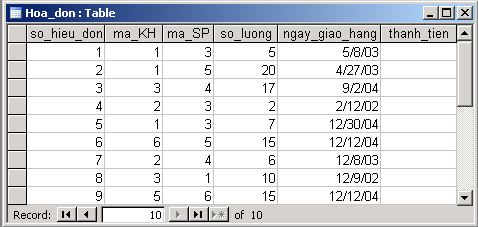 Hoa_don : Table
so_hieu_don ma_KH ma_SP so_luong ngay_giao_hang thanh_tien
1 1 3 5 5/8/03
2 1 5 20 4/27/03
3 3 4 17 9/2/04
4 2 3 2 2/12/02
5 1 3 7 12/30/04
6 6 5 15 12/12/04
7 2 4 6 12/8/03
8 3 1 10 12/9/02
9 5 6 15 12/12/04
Record: 10 of 10